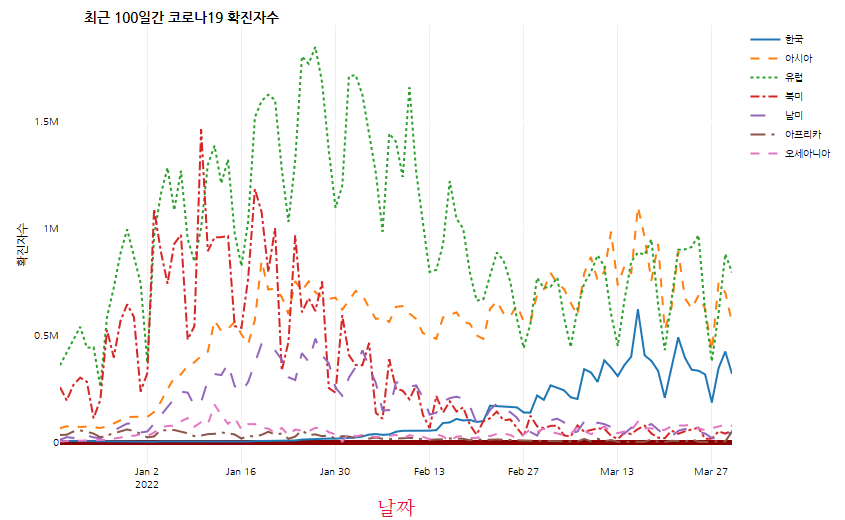 최근 100일간 코로나19 확진자수
한국
아시아
유럽
북미
남미
아프리카
오세아니아
확진자수
1.5M
1M
0.5M
0
Jan 2
2022
Jan 16
Jan 30
Feb 13
Feb 27
Mar 13
Mar 27
날짜